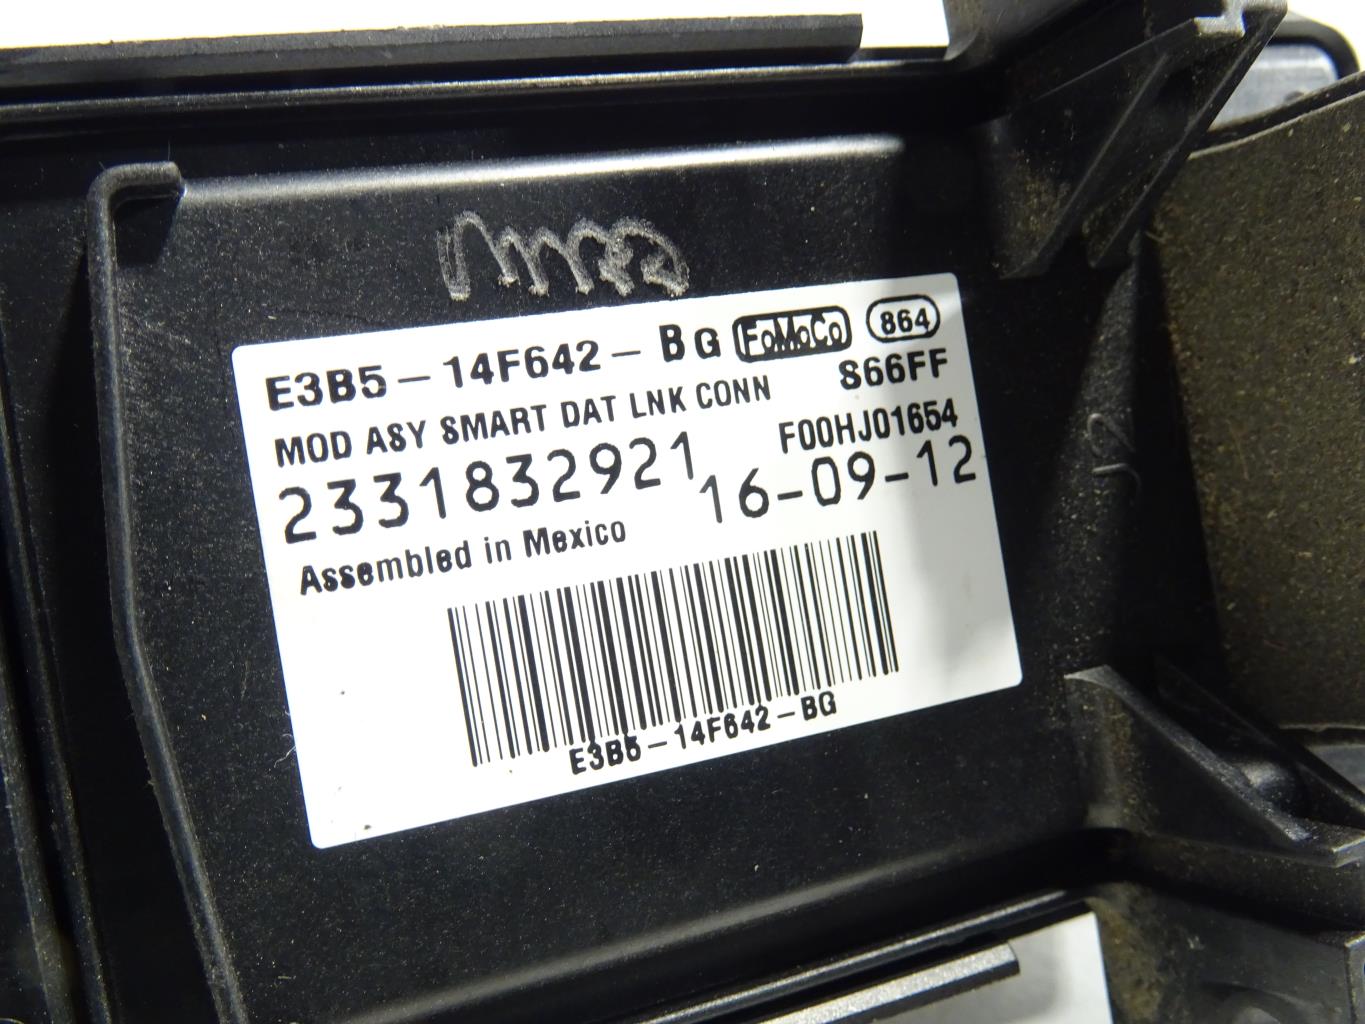 E3B5-14F642-BG FoMoCo 864
MOD ASY SMART DAT LNK CONN S66FF
F00HJ01654
2331832921 16-09-12
Assembled in Mexico
E3B5-14F642-BG
J2